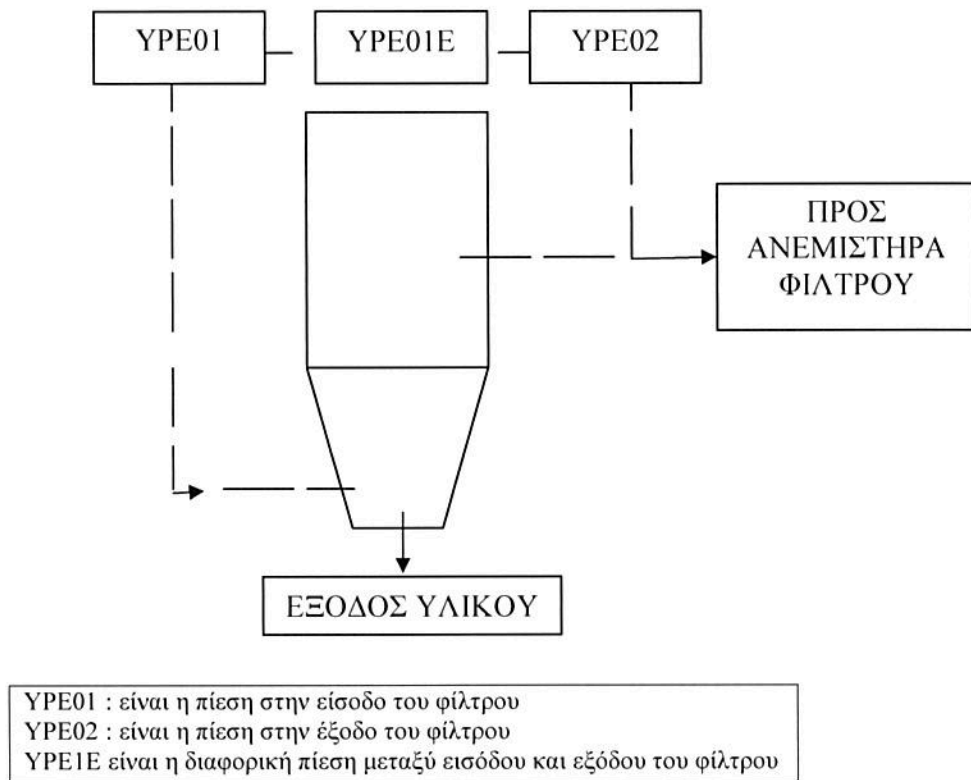 YPE01
YPE01E
YPE02
ΠΡΟΣ
ΑΝΕΜΙΣΤΗΡΑ
ΦΙΛΤΡΟΥ
ΕΞΟΔΟΣ ΥΛΙΚΟΥ
YPE01 : είναι η πίεση στην είσοδο του φίλτρου
YPE02 : είναι η πίεση στην έξοδο του φίλτρου
YPE1E είναι η διαφορική πίεση μεταξύ εισόδου και εξόδου του φίλτρου